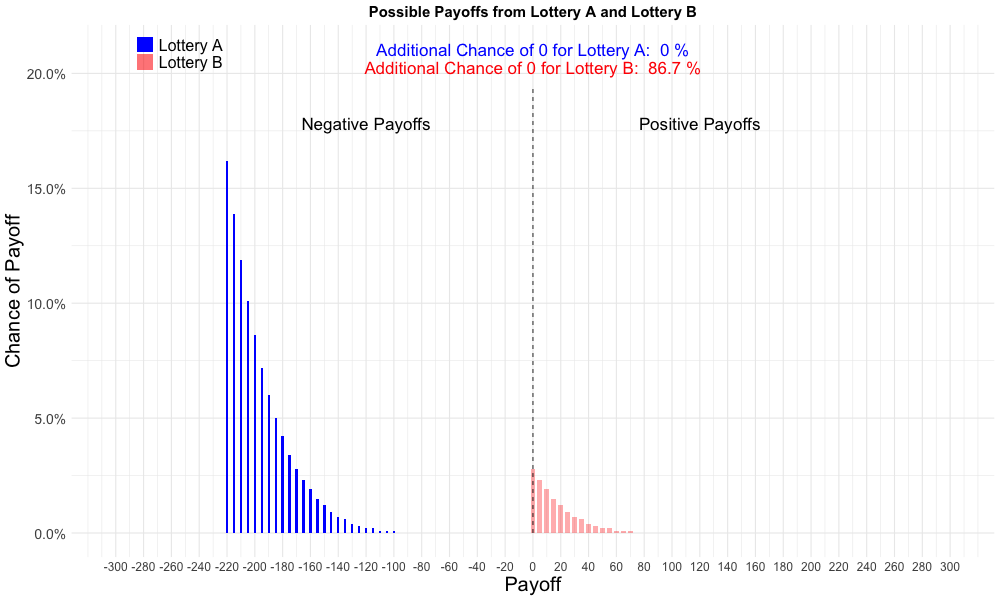 Possible Payoffs from Lottery A and Lottery B
Lottery A
Lottery B
Additional Chance of 0 for Lottery A:  0 %
Additional Chance of 0 for Lottery B:  86.7 %
Negative Payoffs
Positive Payoffs
Chance of Payoff
20.0%
15.0%
10.0%
5.0%
0.0%
-300 -280 -260 -240 -220 -200 -180 -160 -140 -120 -100 -80 -60 -40 -20 0 20 40 60 80 100 120 140 160 180 200 220 240 260 280 300
Payoff